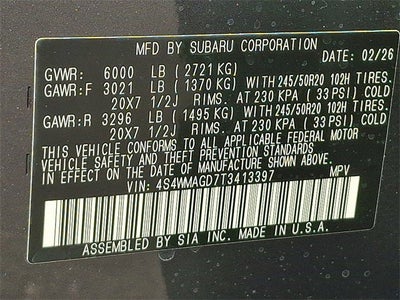 MFD BY SUBARU CORPORATION
DATE: 02/26
GVWR: 6000 LB ( 2721 KG)
GAWR:F 3021 LB ( 1370 KG) WITH 245/50R20 102H TIRES.
20X7 1/2J RIMS. AT 230 KPA ( 33 PSI) COLD
GAWR:R 3296 LB ( 1495 KG) WITH 245/50R20 102H TIRES.
20X7 1/2J RIMS. AT 230 KPA ( 33 PSI) COLD
THIS VEHICLE CONFORMS TO ALL APPLICABLE FEDERAL MOTOR
VEHICLE SAFETY AND THEFT PREVENTION STANDARDS
IN EFFECT ON THE DATE OF MANUFACTURE SHOWN ABOVE.
VIN: 4S4WMAGD7T3413397 MPV
ASSEMBLED BY SIA INC. MADE IN U.S.A.